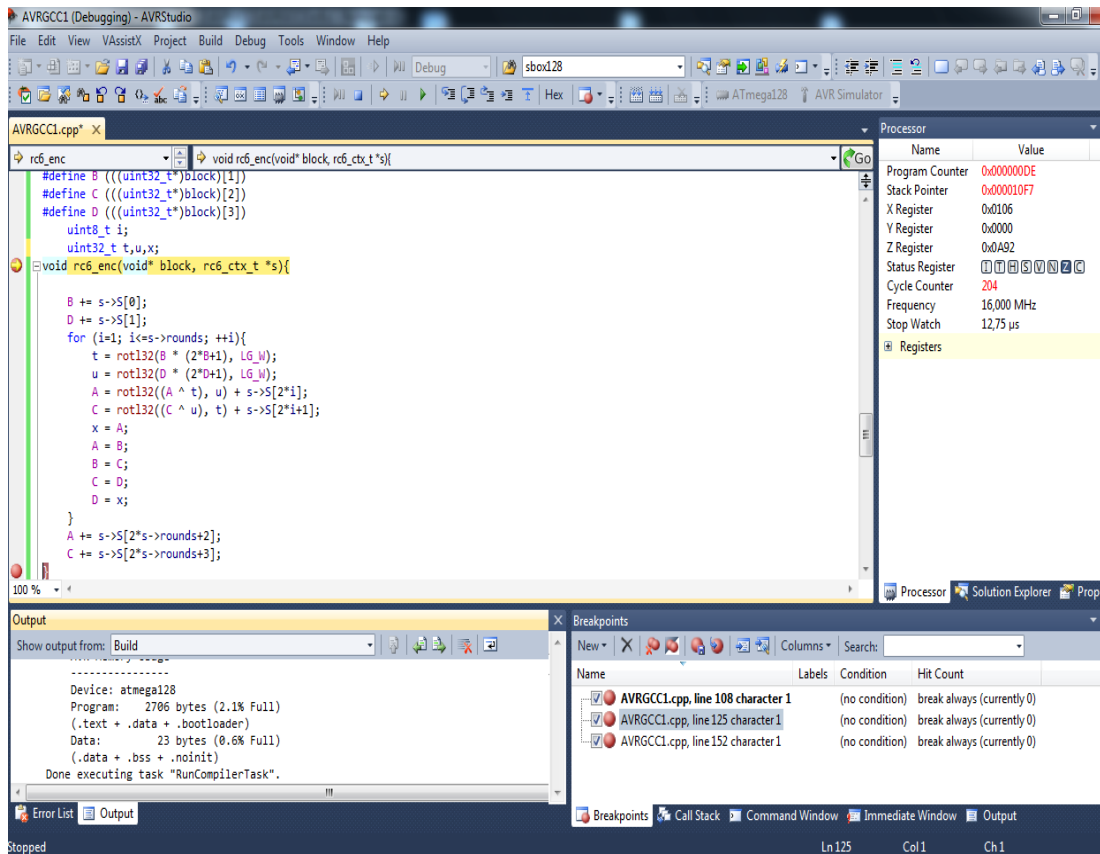 AVRGCC1 (Debugging) - AVRStudio
File Edit View VAssistX Project Build Debug Tools Window Help
Debug sbox128
Hex ATmega128 AVR Simulator
AVRGCC1.cpp* X
rc6_enc void rc6_enc(void* block, rc6_ctx_t *s){ Go
#define B (((uint32_t*)block)[1])
#define C (((uint32_t*)block)[2])
#define D (((uint32_t*)block)[3])
uint8_t i;
uint32_t t,u,x;
void rc6_enc(void* block, rc6_ctx_t *s){
B += s->S[0];
D += s->S[1];
for (i=1; i<=s->rounds; ++i){
t = rotl32(B * (2*B+1), LG_W);
u = rotl32(D * (2*D+1), LG_W);
A = rotl32((A ^ t), u) + s->S[2*i];
C = rotl32((C ^ u), t) + s->S[2*i+1];
x = A;
A = B;
B = C;
C = D;
D = x;
}
A += s->S[2*s->rounds+2];
C += s->S[2*s->rounds+3];
}
100 %
Processor
Name Value
Program Counter 0x000000DE
Stack Pointer 0x000010F7
X Register 0x0106
Y Register 0x0000
Z Register 0x0A92
Status Register I T H S V N Z C
Cycle Counter 204
Frequency 16,000 MHz
Stop Watch 12,75 µs
Registers
Processor Solution Explorer Prop
Output
Show output from: Build
----------------
Device: atmega128
Program: 2706 bytes (2.1% Full)
(.text + .data + .bootloader)
Data: 23 bytes (0.6% Full)
(.data + .bss + .noinit)
Done executing task "RunCompilerTask".
Error List Output
Breakpoints
New Columns Search:
Name Labels Condition Hit Count
AVRGCC1.cpp, line 108 character 1 (no condition) break always (currently 0)
AVRGCC1.cpp, line 125 character 1 (no condition) break always (currently 0)
AVRGCC1.cpp, line 152 character 1 (no condition) break always (currently 0)
Breakpoints Call Stack Command Window Immediate Window Output
Stopped Ln 125 Col 1 Ch 1